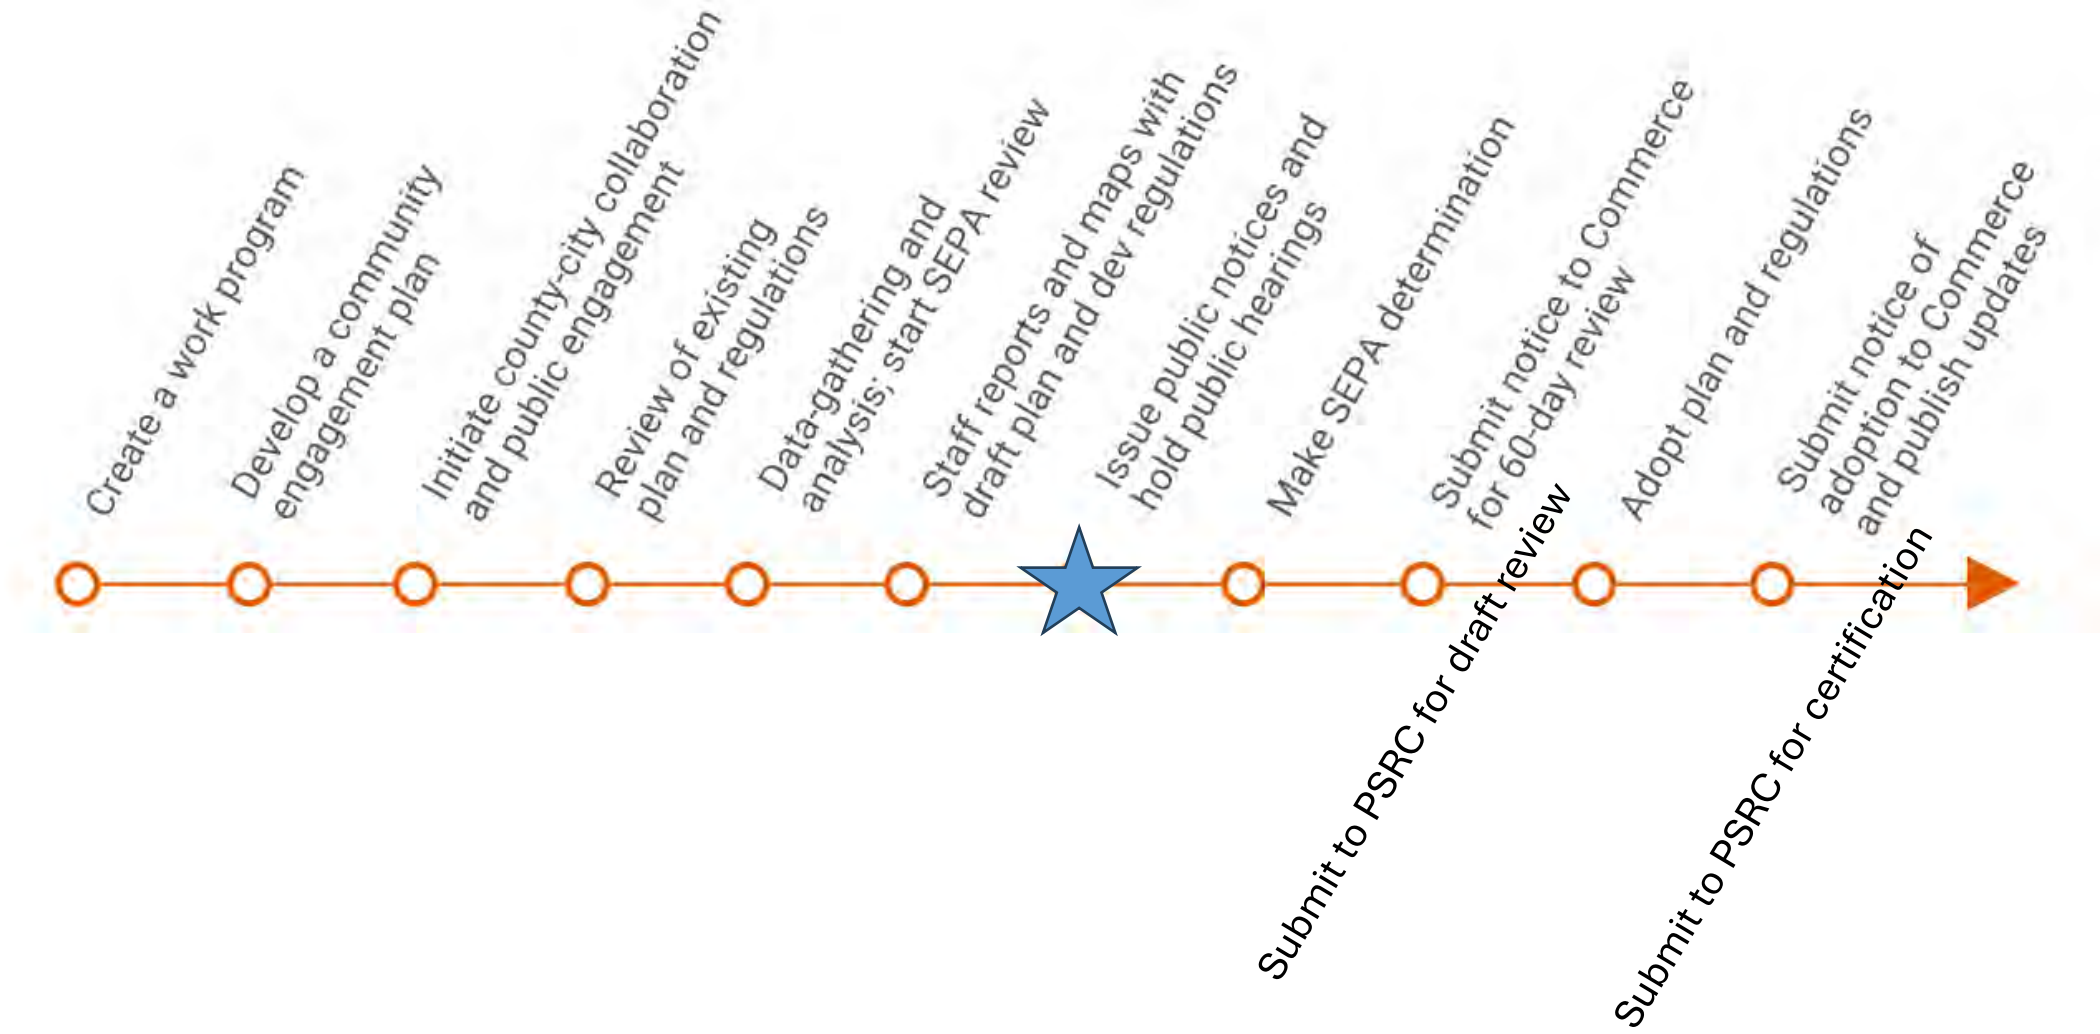 Create a work program
Develop a community
engagement plan
Initiate county-city collaboration
and public engagement
Review of existing
plan and regulations
Data-gathering and
analysis; start SEPA review
Staff reports and maps with
draft plan and dev regulations
Issue public notices and
hold public hearings
Make SEPA determination
Submit notice to Commerce
for 60-day review
Submit to PSRC for draft review
Adopt plan and regulations
Submit notice of
adoption to Commerce
and publish updates
Submit to PSRC for certification